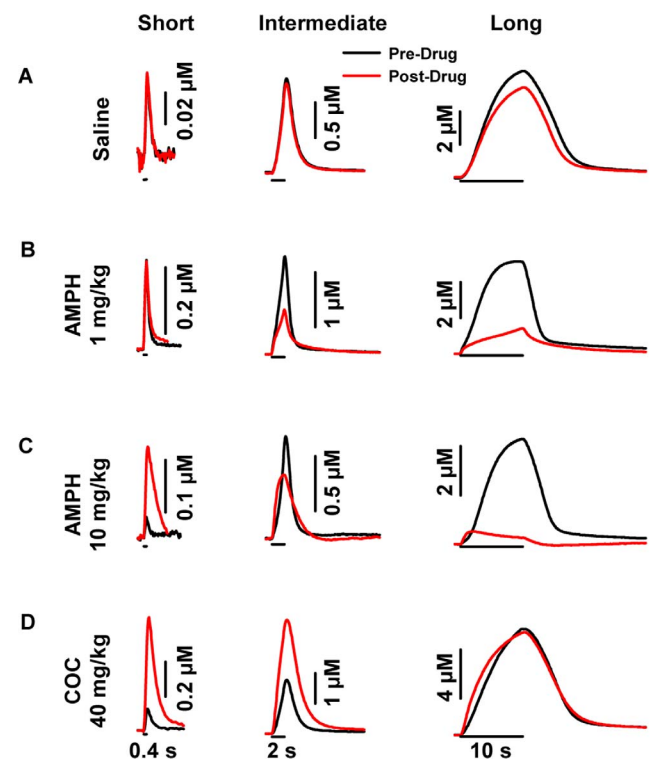 Short Intermediate Long
Pre-Drug
Post-Drug
A
Saline
0.02 µM
0.5 µM
2 µM
B
AMPH
1 mg/kg
0.2 µM
1 µM
2 µM
C
AMPH
10 mg/kg
0.1 µM
0.5 µM
2 µM
D
COC
40 mg/kg
0.2 µM
1 µM
4 µM
0.4 s 2 s 10 s